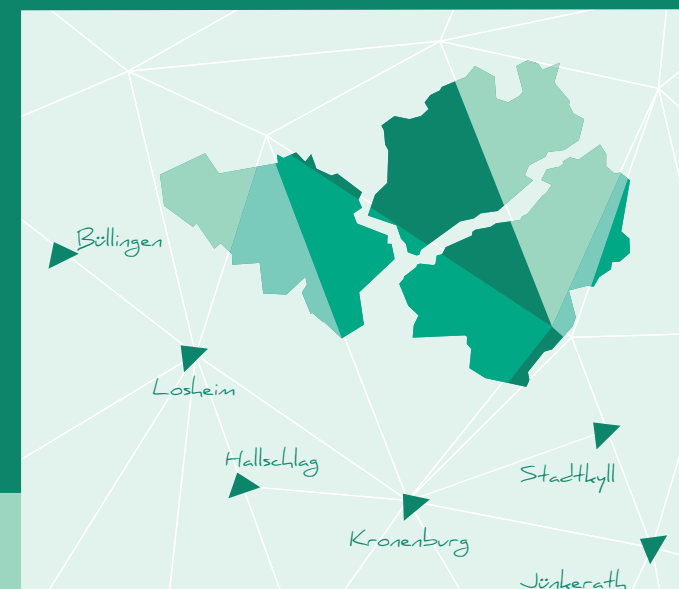 Büllingen
Losheim
Hallschlag
Stadtkyll
Kronenburg
Jünkerath